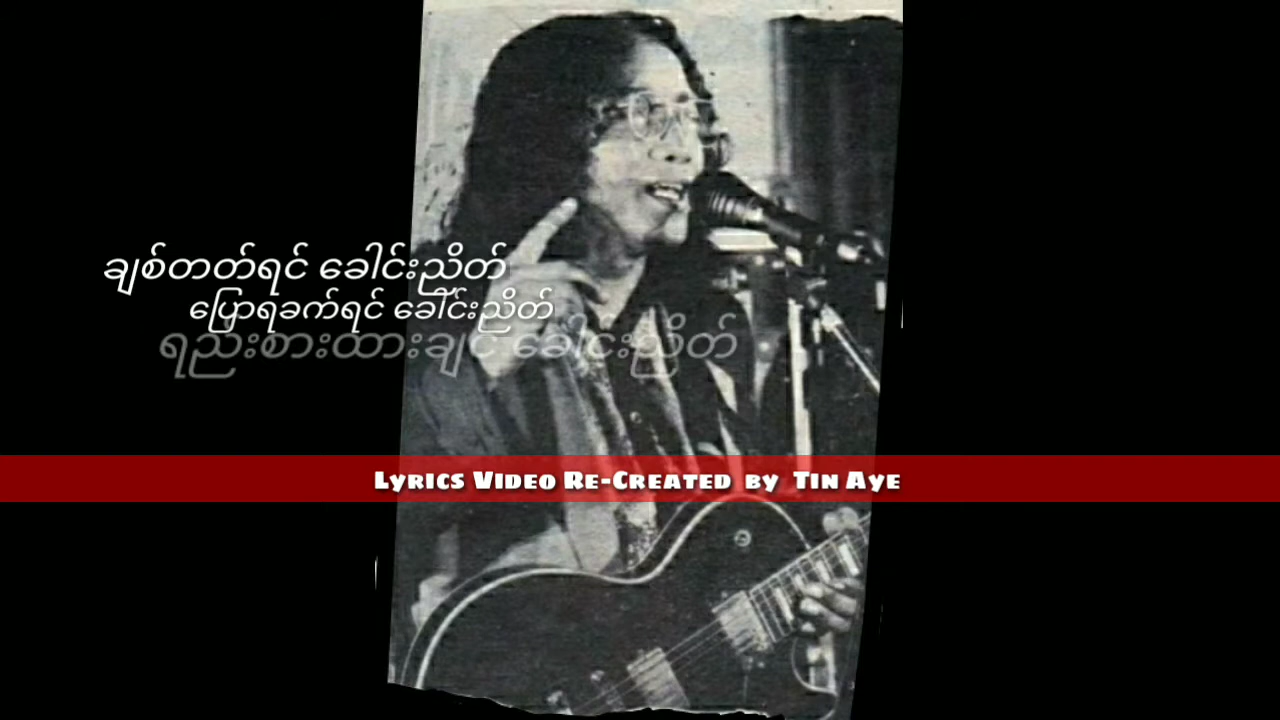 ချစ်တတ်ရင် ခေါင်းညိတ်
ပြောရခက်ရင် ခေါင်းညိတ်
ရည်းစားထားချင် ခေါင်းညိတ်
Lyrics Video Re-Created by Tin Aye